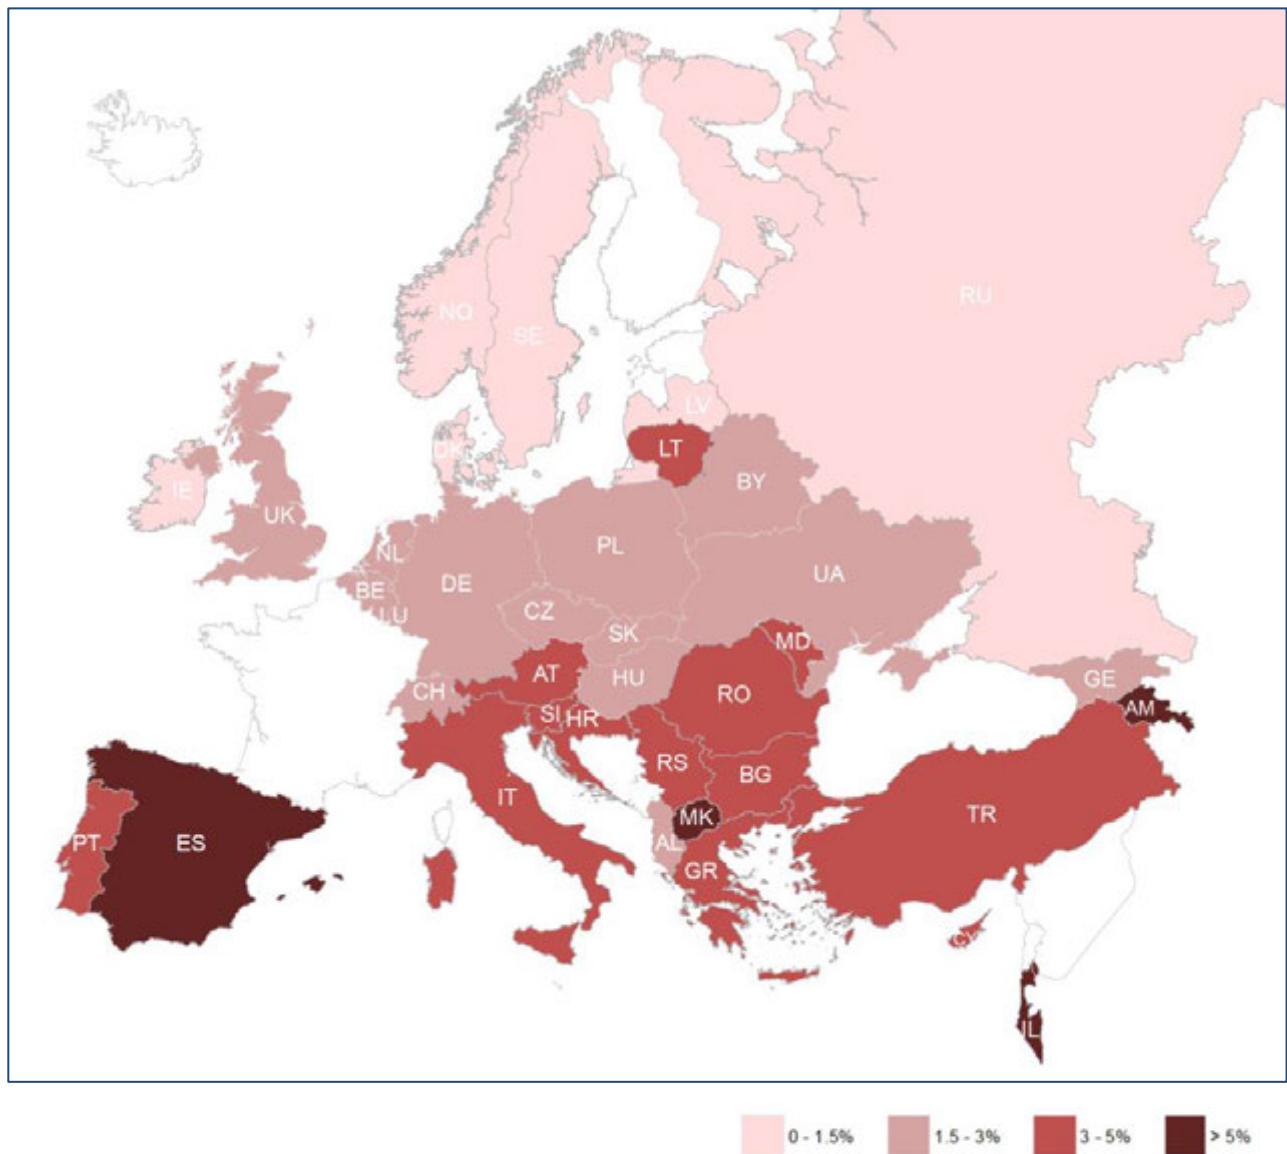 NO
SE
RU
LV
DK
LT
IE
UK
BY
NL
PL
BE
DE
UA
LU
CZ
SK
MD
AT
HU
CH
RO
GE
SI
HR
AM
RS
BG
IT
MK
TR
PT
ES
AL
GR
CY
IL
0 - 1.5%
1.5 - 3%
3 - 5%
> 5%